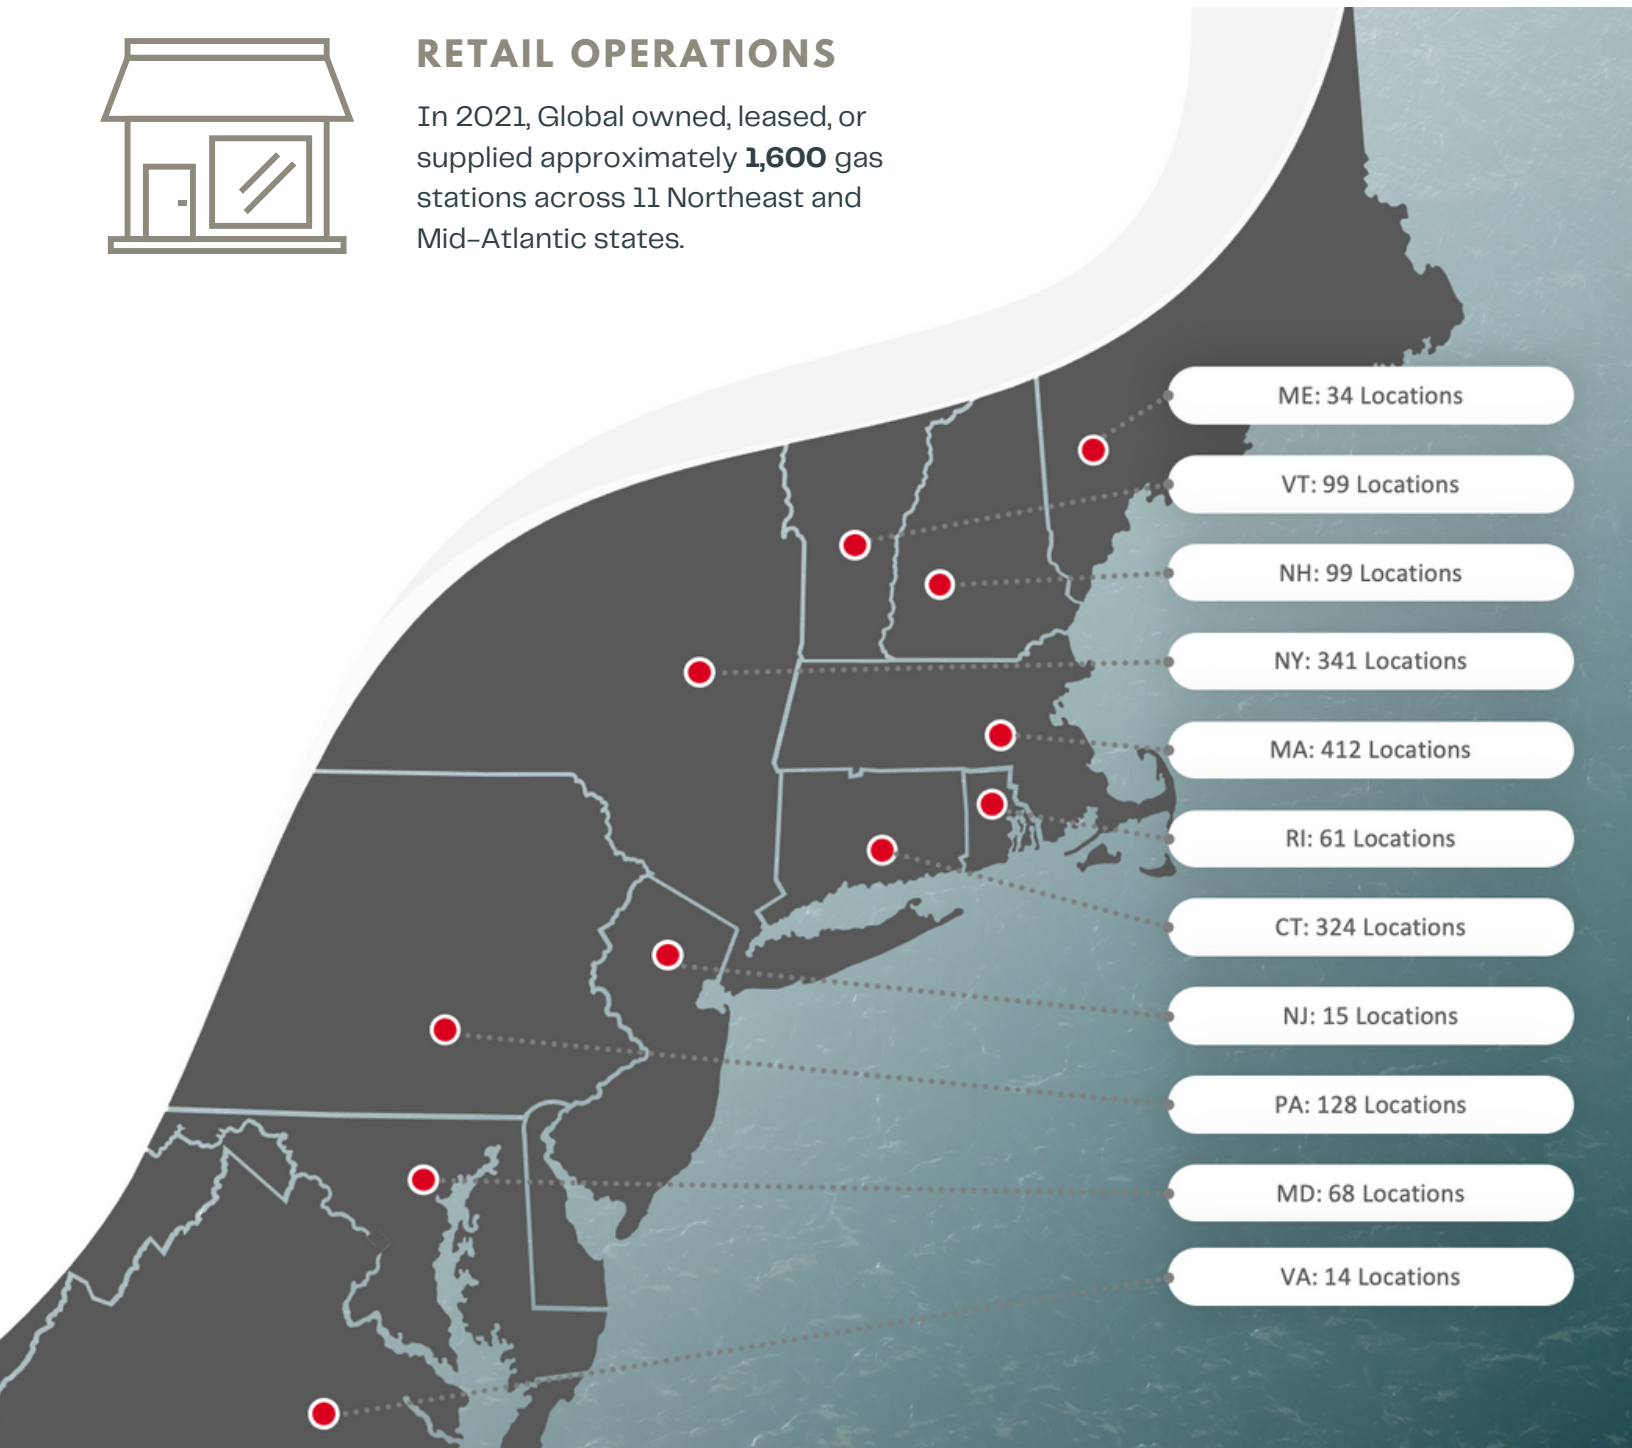 RETAIL OPERATIONS
In 2021, Global owned, leased, or
supplied approximately 1,600 gas
stations across 11 Northeast and
Mid-Atlantic states.
ME: 34 Locations
VT: 99 Locations
NH: 99 Locations
NY: 341 Locations
MA: 412 Locations
RI: 61 Locations
CT: 324 Locations
NJ: 15 Locations
PA: 128 Locations
MD: 68 Locations
VA: 14 Locations